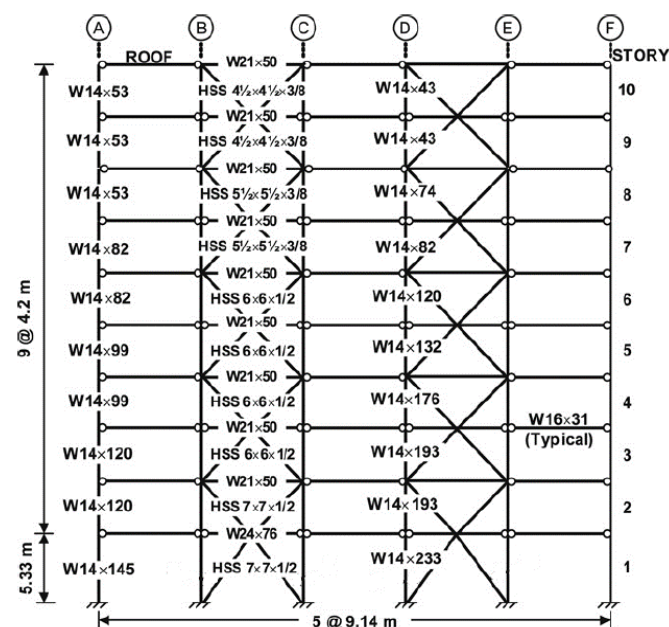 A B C D E F
ROOF W21×50 STORY
W14×53 HSS 4½×4½×3/8 W14×43 10
W21×50
W14×53 HSS 4½×4½×3/8 W14×43 9
W21×50
W14×53 HSS 5½×5½×3/8 W14×74 8
W21×50
W14×82 HSS 5½×5½×3/8 W14×82 7
W21×50
W14×82 HSS 6×6×1/2 W14×120 6
W21×50
W14×99 HSS 6×6×1/2 W14×132 5
W21×50
W14×99 HSS 6×6×1/2 W14×176 4
W21×50 W16×31
(Typical)
W14×120 HSS 6×6×1/2 W14×193 3
W21×50
W14×120 HSS 7×7×1/2 W14×193 2
W24×76
W14×145 HSS 7×7×1/2 W14×233 1
9 @ 4.2 m
5.33 m
5 @ 9.14 m